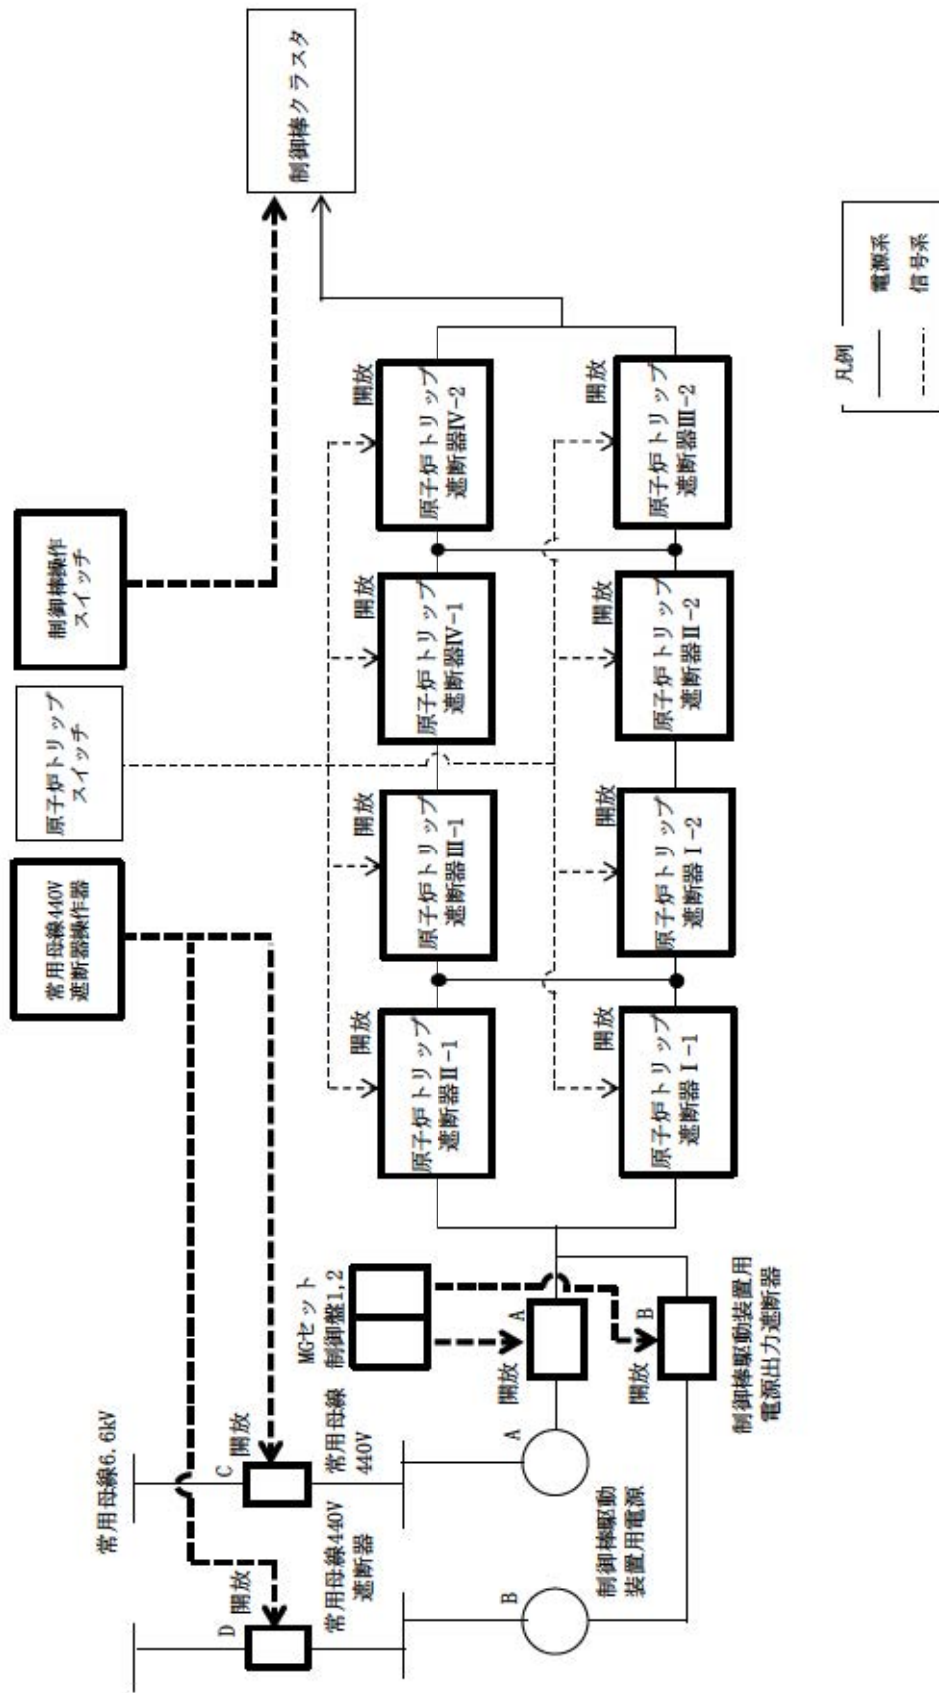 常用母線6.6kV
D
開放
C
開放
常用母線440V
遮断器
常用母線
440V
B
A
制御棒駆動
装置用電源
常用母線440V
遮断器操作器
原子炉トリップ
スイッチ
制御棒操作
スイッチ
MGセット
制御盤1,2
開放
A
開放
B
制御棒駆動装置用
電源出力遮断器
原子炉トリップ
遮断器Ⅱ-1
開放
原子炉トリップ
遮断器Ⅲ-1
開放
原子炉トリップ
遮断器Ⅳ-1
開放
原子炉トリップ
遮断器Ⅳ-2
開放
原子炉トリップ
遮断器Ⅰ-1
開放
原子炉トリップ
遮断器Ⅰ-2
開放
原子炉トリップ
遮断器Ⅱ-2
開放
原子炉トリップ
遮断器Ⅲ-2
開放
制御棒クラスタ
凡例
電源系
信号系